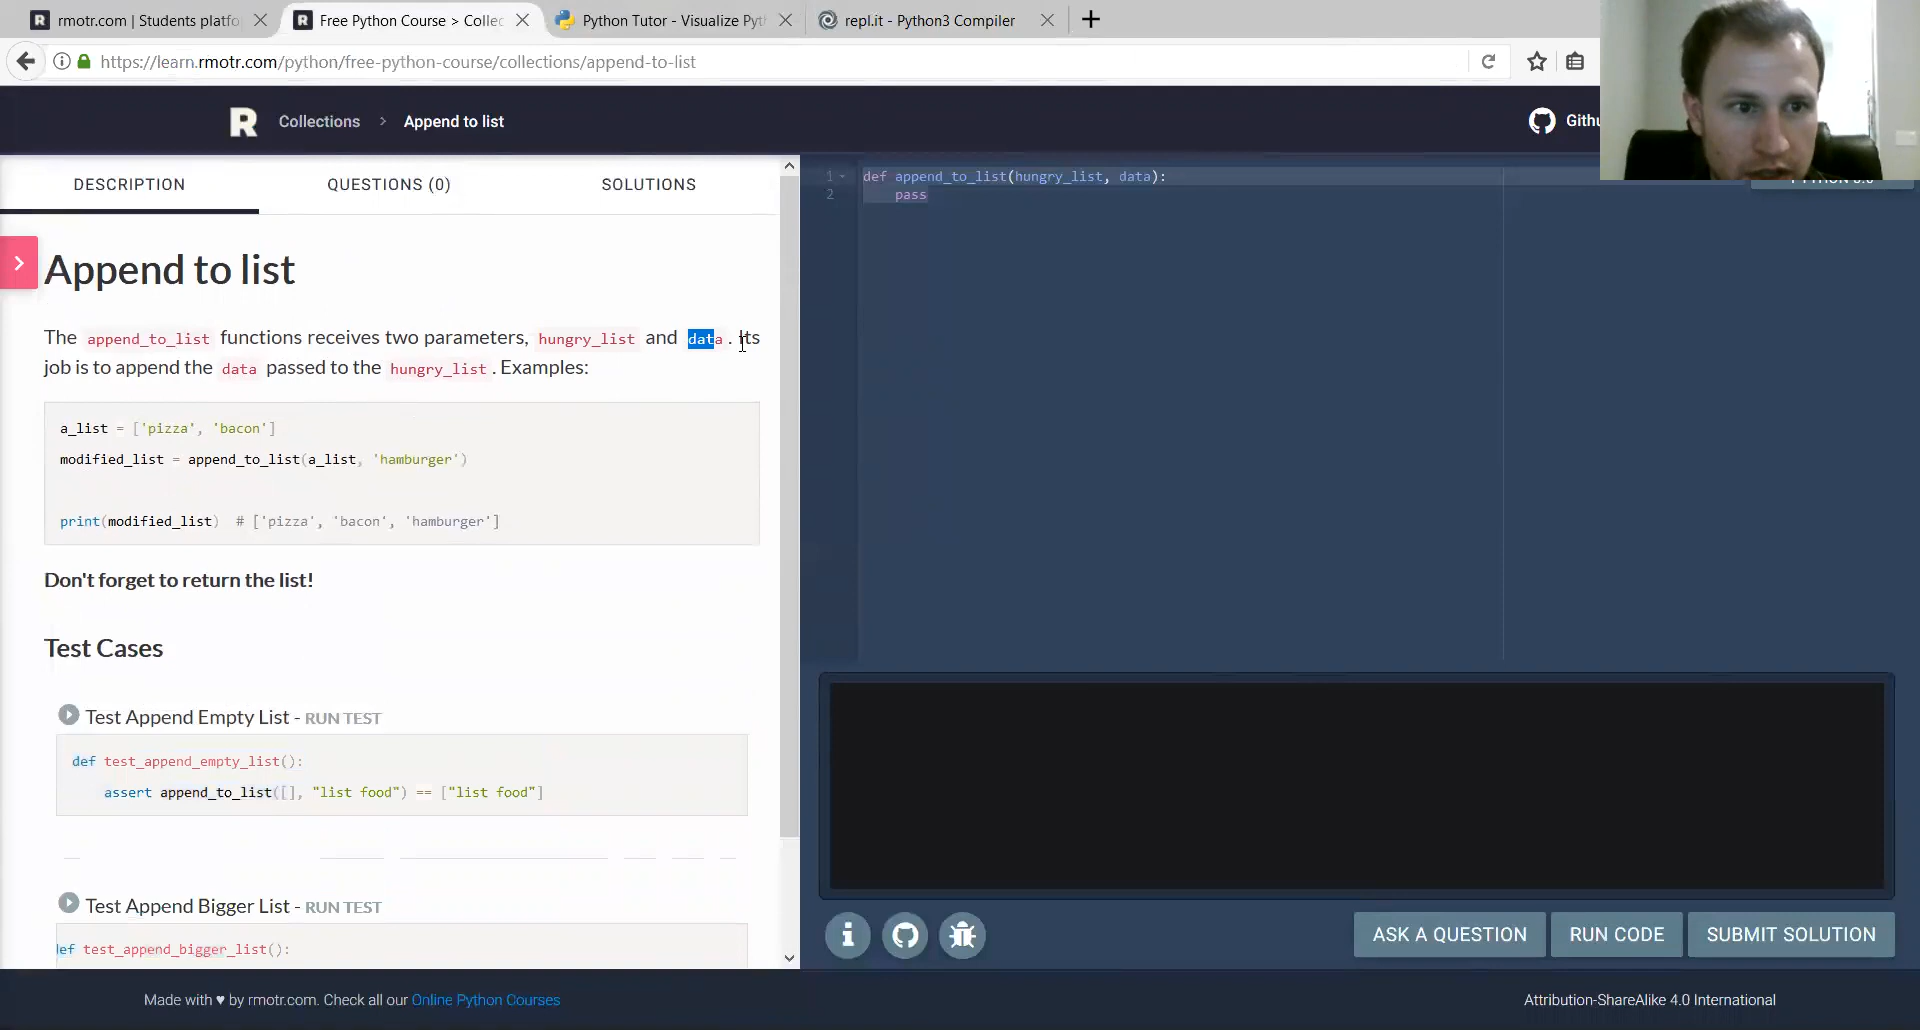 rmotr.com | Students platfo
Free Python Course > Collec
Python Tutor - Visualize Pyt
repl.it - Python3 Compiler
https://learn.rmotr.com/python/free-python-course/collections/append-to-list
R Collections > Append to list
Githu
DESCRIPTION
QUESTIONS (0)
SOLUTIONS
Append to list
The append_to_list functions receives two parameters, hungry_list and data. Its
job is to append the data passed to the hungry_list. Examples:
a_list = ['pizza', 'bacon']
modified_list = append_to_list(a_list, 'hamburger')
print(modified_list) # ['pizza', 'bacon', 'hamburger']
Don't forget to return the list!
Test Cases
Test Append Empty List - RUN TEST
def test_append_empty_list():
assert append_to_list([], "list food") == ["list food"]
Test Append Bigger List - RUN TEST
def test_append_bigger_list():
1 def append_to_list(hungry_list, data):
2 pass
ASK A QUESTION
RUN CODE
SUBMIT SOLUTION
Made with ♥ by rmotr.com. Check all our Online Python Courses
Attribution-ShareAlike 4.0 International